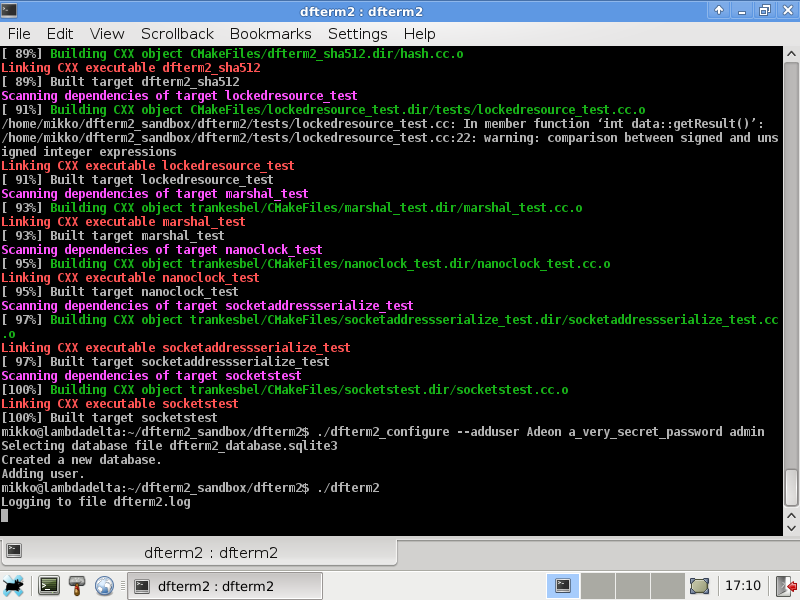 dfterm2 : dfterm2
File Edit View Scrollback Bookmarks Settings Help
[ 89%] Building CXX object CMakeFiles/dfterm2_sha512.dir/hash.cc.o
Linking CXX executable dfterm2_sha512
[ 89%] Built target dfterm2_sha512
Scanning dependencies of target lockedresource_test
[ 91%] Building CXX object CMakeFiles/lockedresource_test.dir/tests/lockedresource_test.cc.o
/home/mikko/dfterm2_sandbox/dfterm2/tests/lockedresource_test.cc: In member function ‘int data::getResult()’:
/home/mikko/dfterm2_sandbox/dfterm2/tests/lockedresource_test.cc:22: warning: comparison between signed and uns
igned integer expressions
Linking CXX executable lockedresource_test
[ 91%] Built target lockedresource_test
Scanning dependencies of target marshal_test
[ 93%] Building CXX object trankesbel/CMakeFiles/marshal_test.dir/marshal_test.cc.o
Linking CXX executable marshal_test
[ 93%] Built target marshal_test
Scanning dependencies of target nanoclock_test
[ 95%] Building CXX object trankesbel/CMakeFiles/nanoclock_test.dir/nanoclock_test.cc.o
Linking CXX executable nanoclock_test
[ 95%] Built target nanoclock_test
Scanning dependencies of target socketaddressserialize_test
[ 97%] Building CXX object trankesbel/CMakeFiles/socketaddressserialize_test.dir/socketaddressserialize_test.cc
.o
Linking CXX executable socketaddressserialize_test
[ 97%] Built target socketaddressserialize_test
Scanning dependencies of target socketstest
[100%] Building CXX object trankesbel/CMakeFiles/socketstest.dir/socketstest.cc.o
Linking CXX executable socketstest
[100%] Built target socketstest
mikko@lambdadelta:~/dfterm2_sandbox/dfterm2$ ./dfterm2_configure --adduser Adeon a_very_secret_password admin
Selecting database file dfterm2_database.sqlite3
Created a new database.
Adding user.
mikko@lambdadelta:~/dfterm2_sandbox/dfterm2$ ./dfterm2
Logging to file dfterm2.log
dfterm2 : dfterm2
dfterm2 : dfterm2
17:10